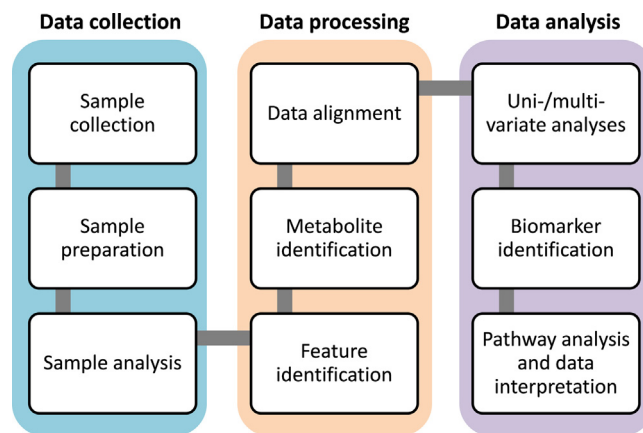 Data collection
Sample
collection
Sample
preparation
Sample analysis
Data processing
Data alignment
Metabolite
identification
Feature
identification
Data analysis
Uni-/multi-
variate analyses
Biomarker
identification
Pathway analysis
and data
interpretation